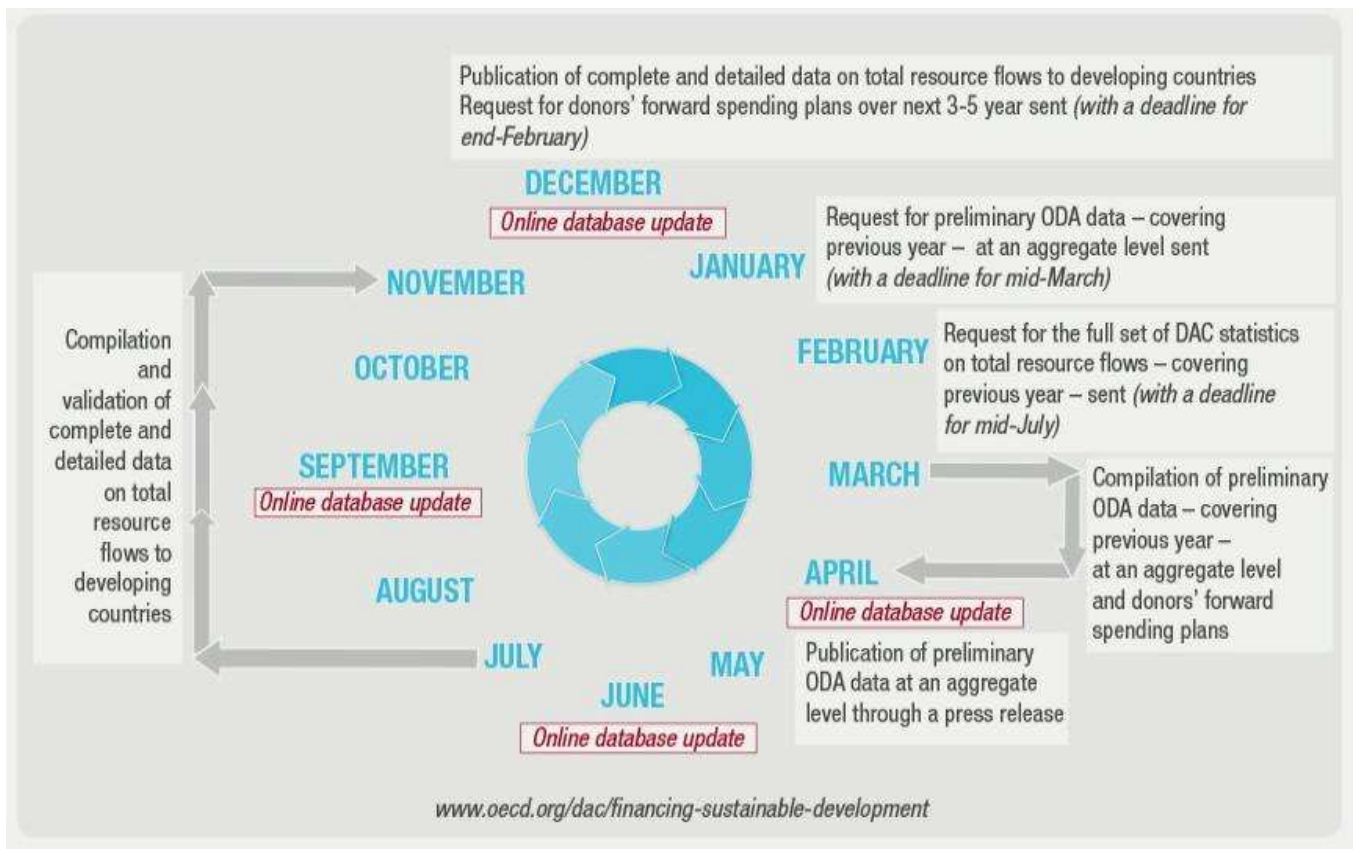 Publication of complete and detailed data on total resource flows to developing countries
Request for donors' forward spending plans over next 3-5 year sent (with a deadline for
end-February)
DECEMBER
Online database update
JANUARY
Request for preliminary ODA data – covering
previous year – at an aggregate level sent
(with a deadline for mid-March)
FEBRUARY
Request for the full set of DAC statistics
on total resource flows – covering
previous year – sent (with a deadline
for mid-July)
MARCH
Compilation of preliminary
ODA data – covering
previous year –
at an aggregate level
and donors' forward
spending plans
APRIL
Online database update
Publication of preliminary
ODA data at an aggregate
level through a press release
MAY
JUNE
Online database update
JULY
Compilation
and
validation of
complete and
detailed data
on total
resource
flows to
developing
countries
AUGUST
SEPTEMBER
Online database update
OCTOBER
NOVEMBER
www.oecd.org/dac/financing-sustainable-development